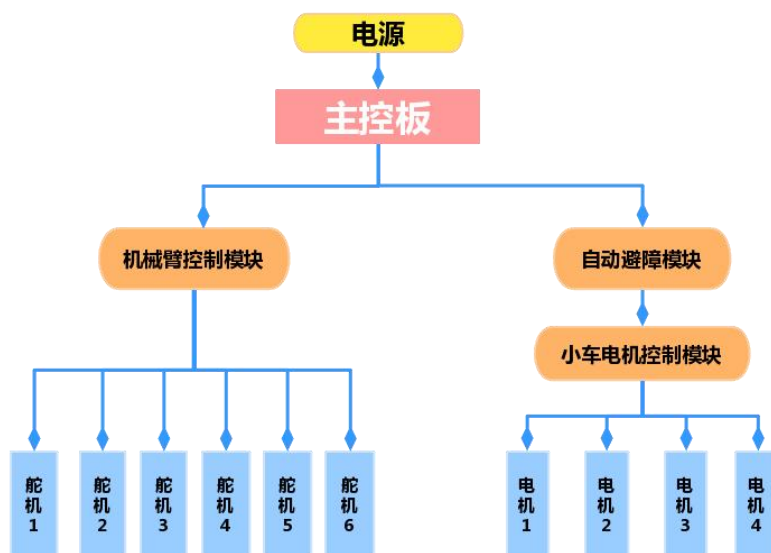 电源
主控板
机械臂控制模块
自动避障模块
小车电机控制模块
舵机1
舵机2
舵机3
舵机4
舵机5
舵机6
电机1
电机2
电机3
电机4